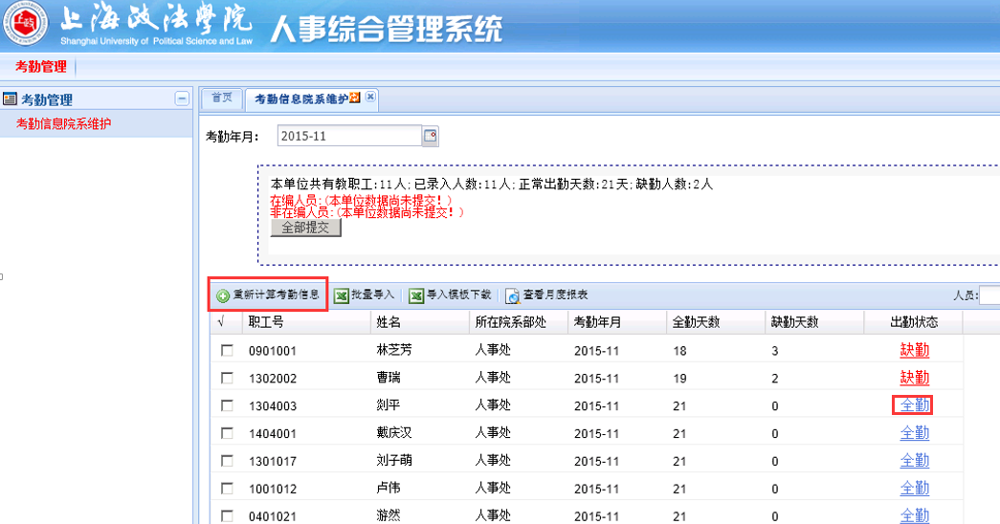 上海政法學院 人事综合管理系统
Shanghai University of Political Science and Law
考勤管理
考勤管理
考勤信息院系维护
首页 考勤信息院系维护
考勤年月: 2015-11
本单位共有教职工:11人;已录入人数:11人;正常出勤天数:21天;缺勤人数:2人
在编人员:(本单位数据尚未提交！)
非在编人员:(本单位数据尚未提交！)
全部提交
重新计算考勤信息 批量导入 导入模板下载 查看月度报表 人员:
√ 职工号 姓名 所在院系部处 考勤年月 全勤天数 缺勤天数 出勤状态
0901001 林芝芳 人事处 2015-11 18 3 缺勤
1302002 曹瑞 人事处 2015-11 19 2 缺勤
1304003 剡平 人事处 2015-11 21 0 全勤
1404001 戴庆汉 人事处 2015-11 21 0 全勤
1301017 刘子萌 人事处 2015-11 21 0 全勤
1001012 卢伟 人事处 2015-11 21 0 全勤
0401021 游然 人事处 2015-11 21 0 全勤